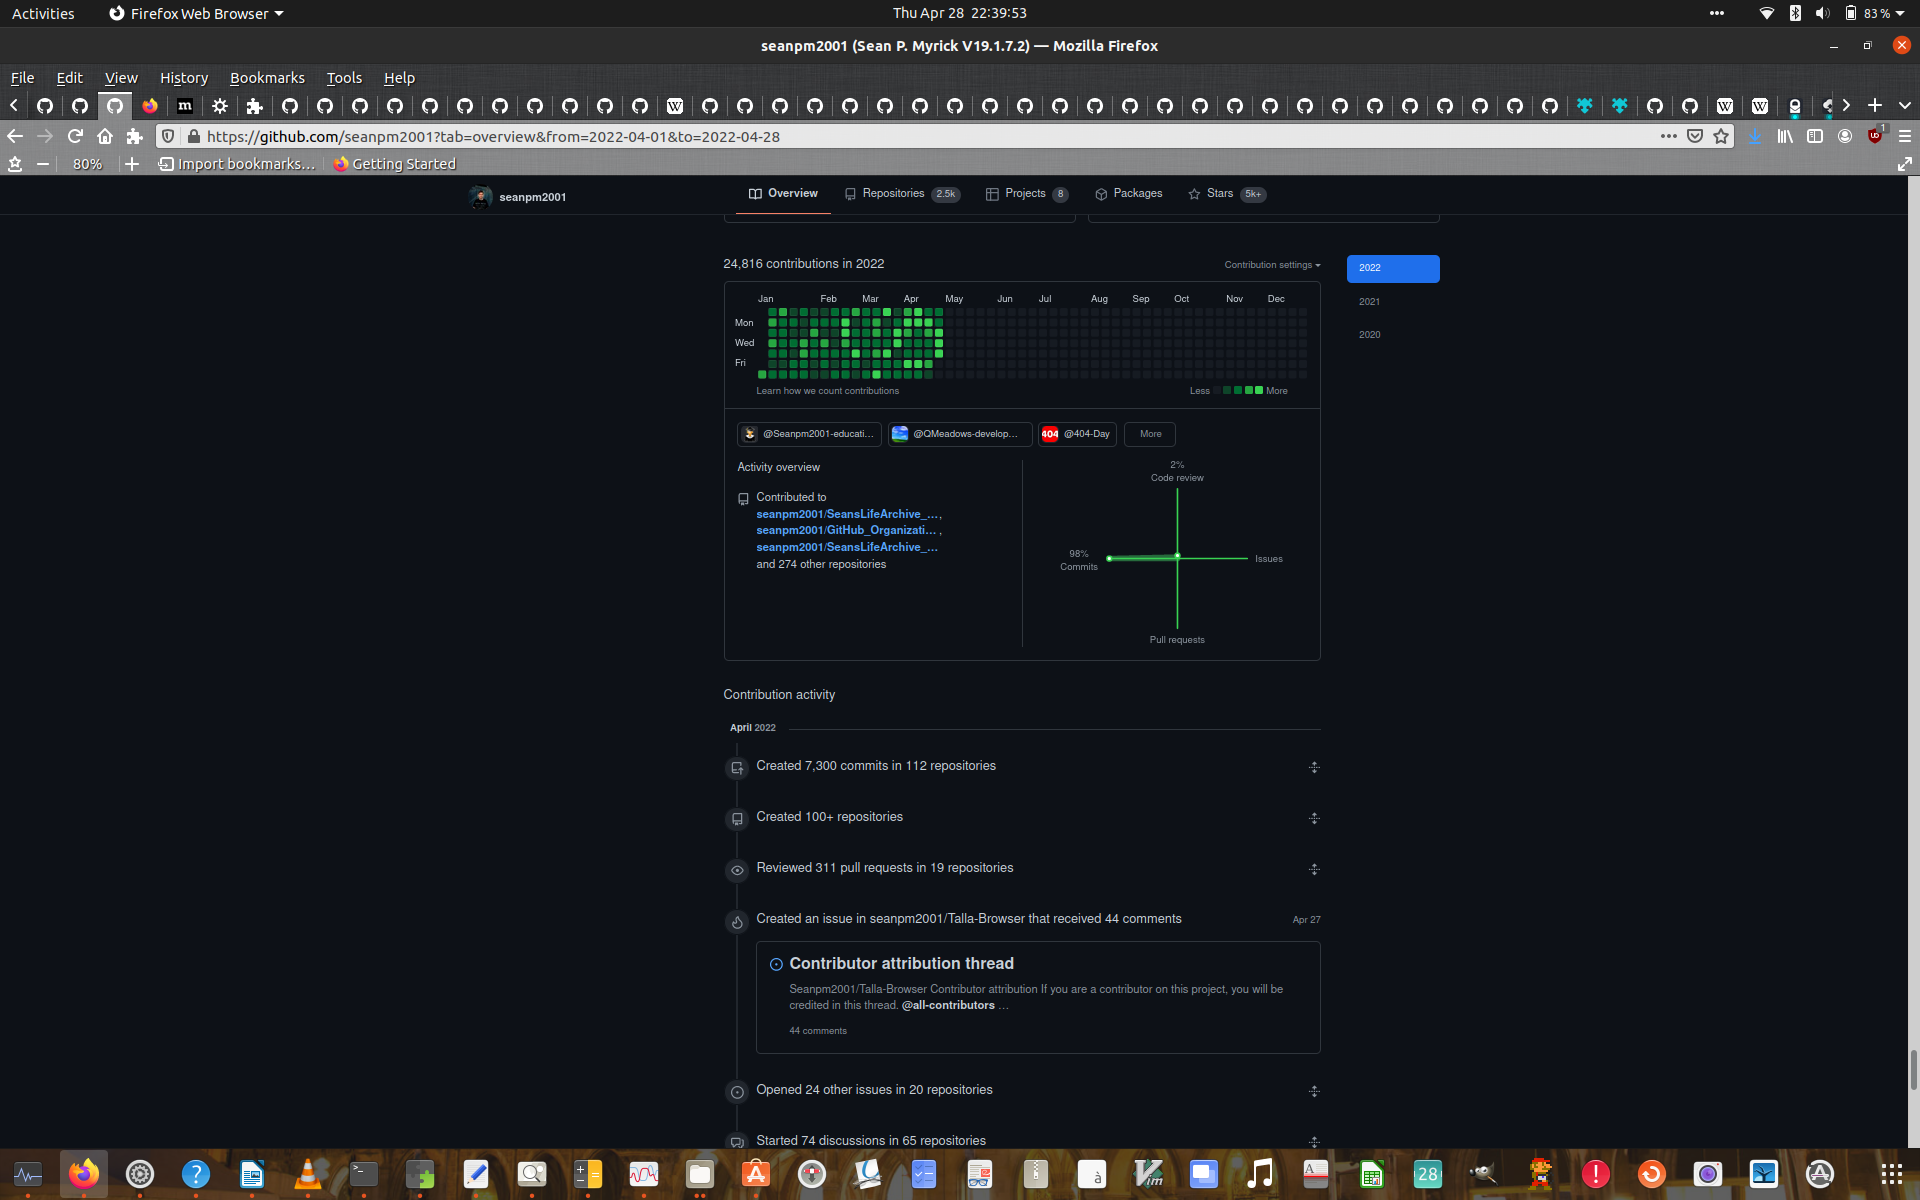 Activities
Firefox Web Browser
Thu Apr 28 22:39:53
83 %
seanpm2001 (Sean P. Myrick V19.1.7.2) — Mozilla Firefox
File Edit View History Bookmarks Tools Help
https://github.com/seanpm2001?tab=overview&from=2022-04-01&to=2022-04-28
80%
Import bookmarks...
Getting Started
seanpm2001
Overview
Repositories 2.5k
Projects 8
Packages
Stars 5k+
24,816 contributions in 2022
Contribution settings
2022
2021
2020
Jan Feb Mar Apr May Jun Jul Aug Sep Oct Nov Dec
Mon
Wed
Fri
Learn how we count contributions
Less
More
@Seanpm2001-educati...
@QMeadows-develop...
404 @404-Day
More
Activity overview
Contributed to
seanpm2001/SeansLifeArchive_...,
seanpm2001/GitHub_Organizati... ,
seanpm2001/SeansLifeArchive_...
and 274 other repositories
2%
Code review
98%
Commits
Issues
Pull requests
Contribution activity
April 2022
Created 7,300 commits in 112 repositories
Created 100+ repositories
Reviewed 311 pull requests in 19 repositories
Created an issue in seanpm2001/Talla-Browser that received 44 comments
Apr 27
Contributor attribution thread
Seanpm2001/Talla-Browser Contributor attribution If you are a contributor on this project, you will be
credited in this thread. @all-contributors ...
44 comments
Opened 24 other issues in 20 repositories
Started 74 discussions in 65 repositories
28